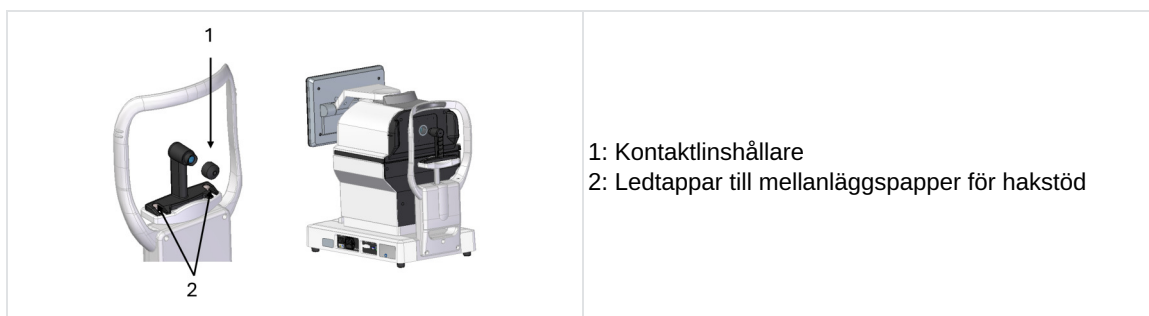 1
2
1: Kontaktlinshållare
2: Ledtappar till mellanläggspapper för hakstöd